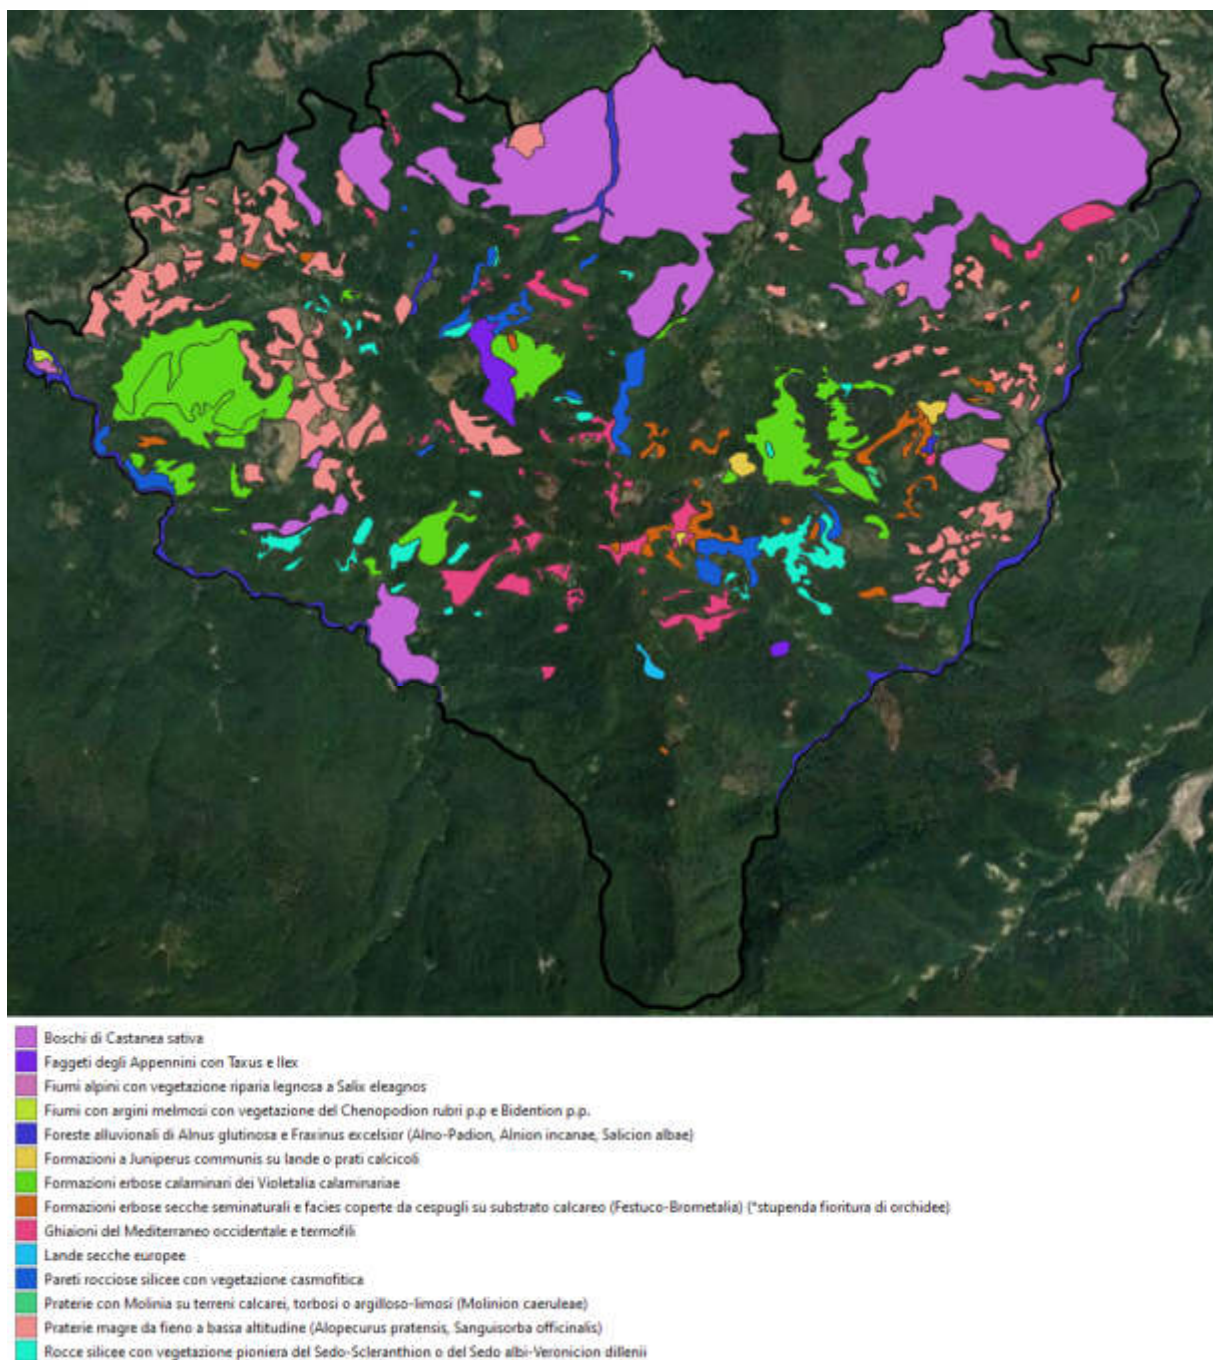 Boschi di Castanea sativa
Faggeti degli Appennini con Taxus e Ilex
Fiumi alpini con vegetazione riparia legnosa a Salix eleagnos
Fiumi con argini melmosi con vegetazione del Chenopodion rubri p.p e Bidention p.p.
Foreste alluvionali di Alnus glutinosa e Fraxinus excelsior (Alno-Padion, Alnion incanae, Salicion albae)
Formazioni a Juniperus communis su lande o prati calcicoli
Formazioni erbose calaminari dei Violetalia calaminariae
Formazioni erbose secche seminaturali e facies coperte da cespugli su substrato calcareo (Festuco-Brometalia) (*stupenda fioritura di orchidee)
Ghiaioni del Mediterraneo occidentale e termofili
Lande secche europee
Pareti rocciose silicee con vegetazione casmofitica
Praterie con Molinia su terreni calcarei, torbosi o argilloso-limosi (Molinion caeruleae)
Praterie magre da fieno a bassa altitudine (Alopecurus pratensis, Sanguisorba officinalis)
Rocce silicee con vegetazione pioniera del Sedo-Scleranthion o del Sedo albi-Veronicion dillenii